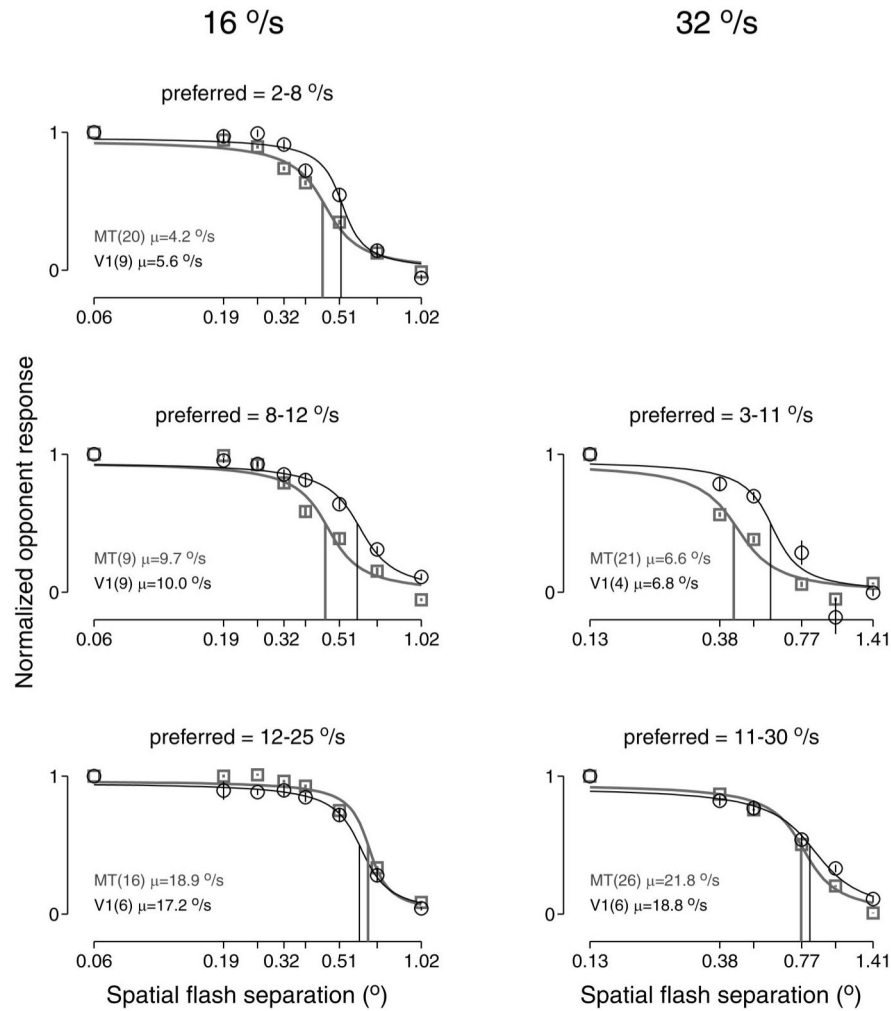 16 º/s
32 º/s
preferred = 2-8 º/s
1
MT(20) µ=4.2 º/s
V1(9) µ=5.6 º/s
0
0.06 0.19 0.32 0.51 1.02
Normalized opponent response
preferred = 8-12 º/s
1
MT(9) µ=9.7 º/s
V1(9) µ=10.0 º/s
0
0.06 0.19 0.32 0.51 1.02
preferred = 3-11 º/s
1
MT(21) µ=6.6 º/s
V1(4) µ=6.8 º/s
0
0.13 0.38 0.77 1.41
preferred = 12-25 º/s
1
MT(16) µ=18.9 º/s
V1(6) µ=17.2 º/s
0
0.06 0.19 0.32 0.51 1.02
Spatial flash separation (º)
preferred = 11-30 º/s
1
MT(26) µ=21.8 º/s
V1(6) µ=18.8 º/s
0
0.13 0.38 0.77 1.41
Spatial flash separation (º)